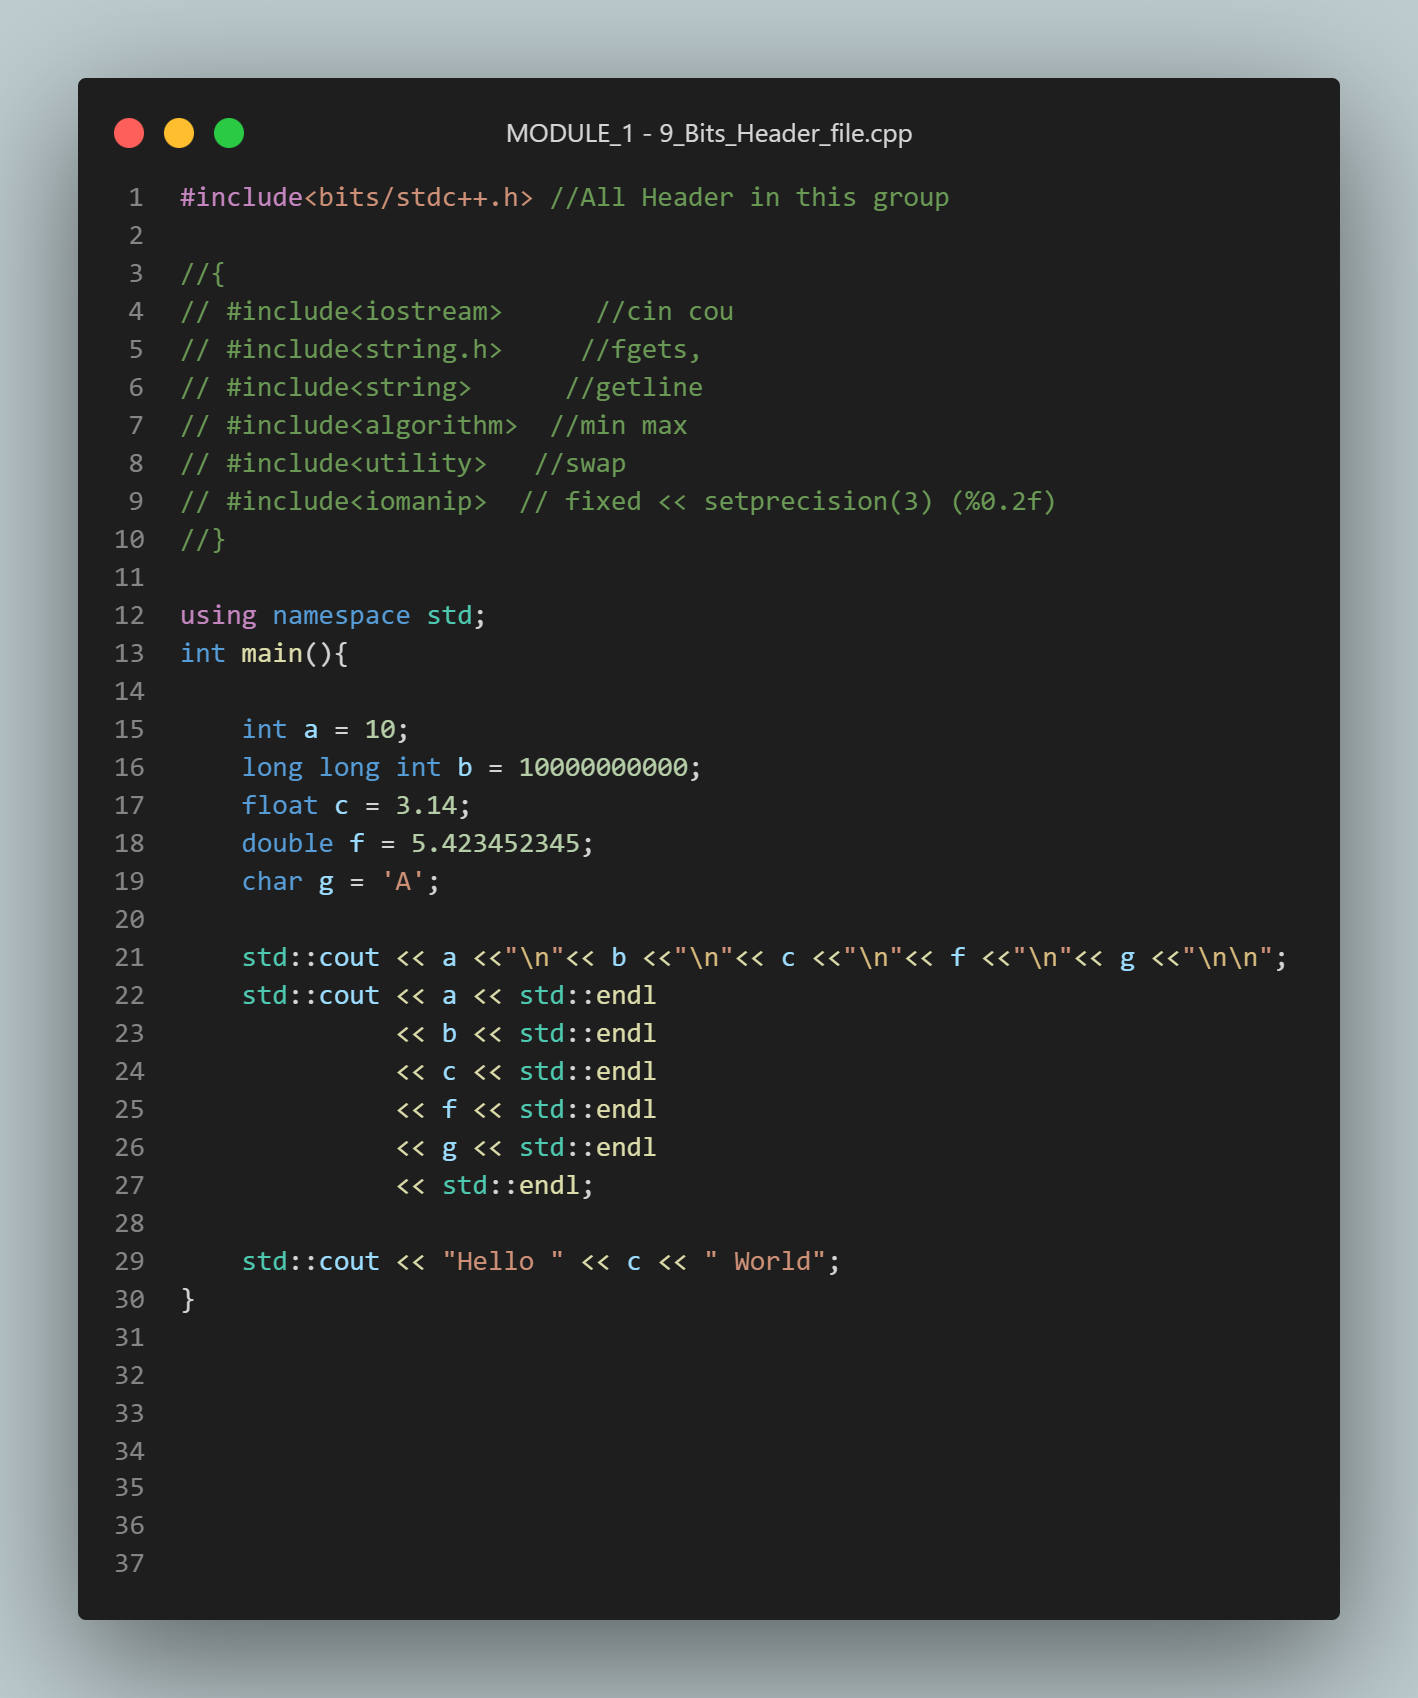 MODULE_1 - 9_Bits_Header_file.cpp
1 #include<bits/stdc++.h> //All Header in this group
2
3 //{
4 // #include<iostream>      //cin cou
5 // #include<string.h>     //fgets,
6 // #include<string>      //getline
7 // #include<algorithm>  //min max
8 // #include<utility>   //swap
9 // #include<iomanip>  // fixed << setprecision(3) (%0.2f)
10 //}
11
12 using namespace std;
13 int main(){
14
15     int a = 10;
16     long long int b = 10000000000;
17     float c = 3.14;
18     double f = 5.423452345;
19     char g = 'A';
20
21     std::cout << a <<"\n"<< b <<"\n"<< c <<"\n"<< f <<"\n"<< g <<"\n\n";
22     std::cout << a << std::endl
23               << b << std::endl
24               << c << std::endl
25               << f << std::endl
26               << g << std::endl
27               << std::endl;
28
29     std::cout << "Hello " << c << " World";
30 }
31
32
33
34
35
36
37